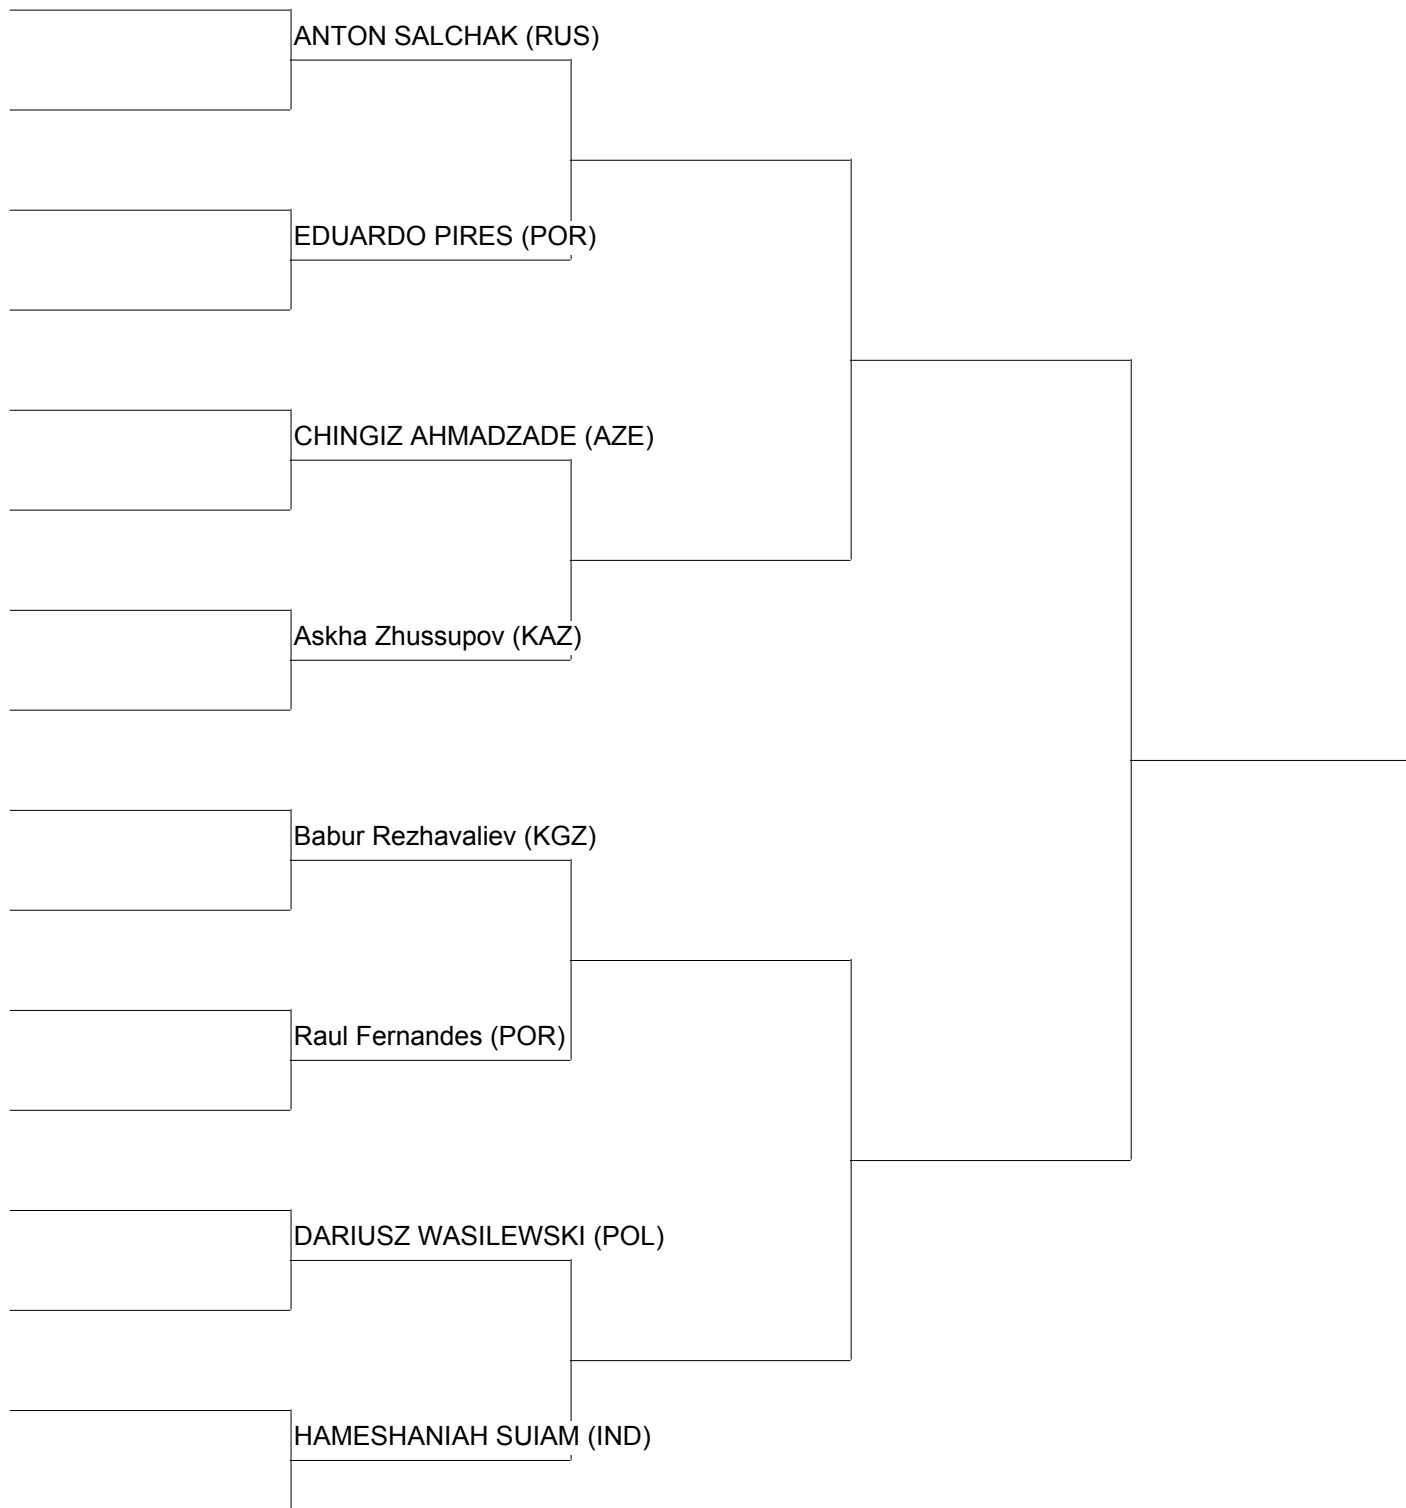 ANTON SALCHAK (RUS)
EDUARDO PIRES (POR)
CHINGIZ AHMADZADE (AZE)
Askha Zhussupov (KAZ)
Babur Rezhavaliev (KGZ)
Raul Fernandes (POR)
DARIUSZ WASILEWSKI (POL)
HAMESHANIAH SUIAM (IND)